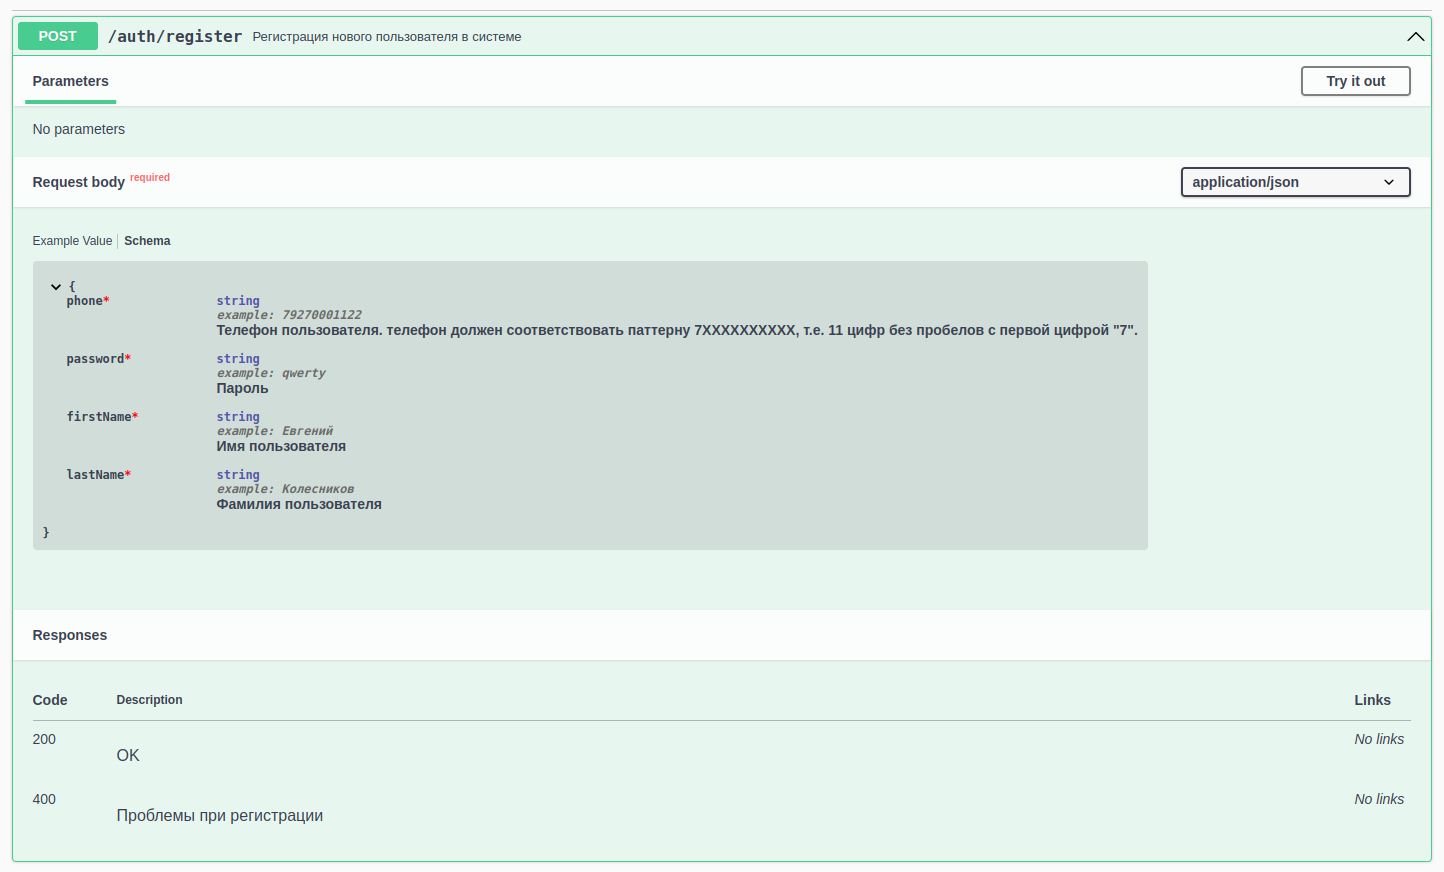 POST /auth/register Регистрация нового пользователя в системе
Parameters Try it out
No parameters
Request body required application/json
Example Value Schema
{
phone* string
example: 79270001122
Телефон пользователя. телефон должен соответствовать паттерну 7XXXXXXXXXX, т.е. 11 цифр без пробелов с первой цифрой "7".
password* string
example: qwerty
Пароль
firstName* string
example: Евгений
Имя пользователя
lastName* string
example: Колесников
Фамилия пользователя
}
Responses
Code Description Links
200 No links
OK
400 No links
Проблемы при регистрации